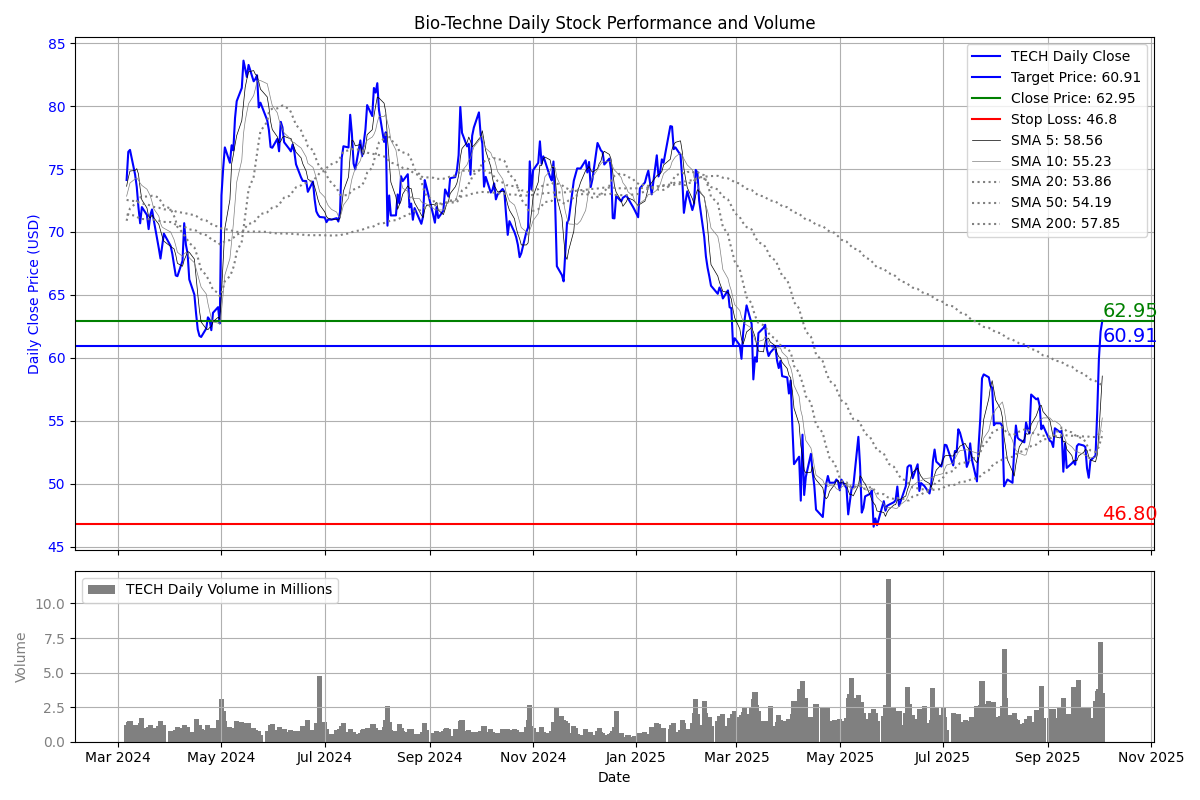 Bio-Techne Daily Stock Performance and Volume
85
80
75
70
65
60
55
50
45
Daily Close Price (USD)
TECH Daily Close
Target Price: 60.91
Close Price: 62.95
Stop Loss: 46.8
SMA 5: 58.56
SMA 10: 55.23
SMA 20: 53.86
SMA 50: 54.19
SMA 200: 57.85
62.95
60.91
46.80
TECH Daily Volume in Millions
10.0
7.5
5.0
2.5
0.0
Volume
Mar 2024 May 2024 Jul 2024 Sep 2024 Nov 2024 Jan 2025 Mar 2025 May 2025 Jul 2025 Sep 2025 Nov 2025
Date